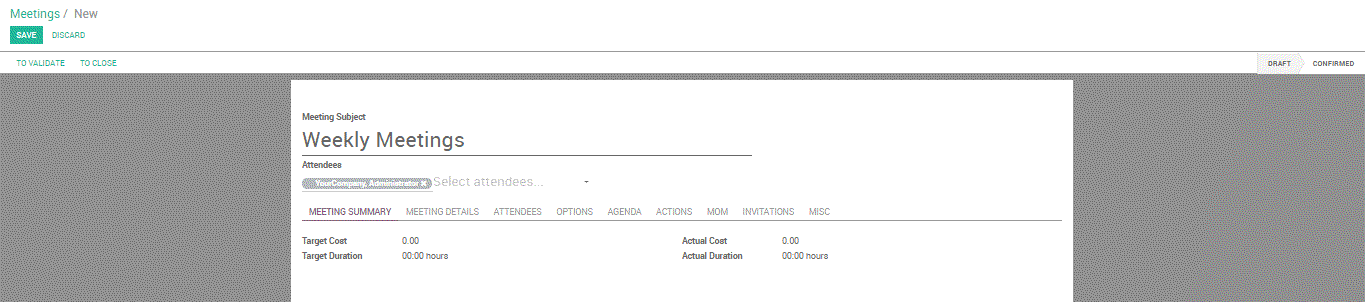 Meetings / New
SAVE DISCARD
TO VALIDATE TO CLOSE DRAFT CONFIRMED
Meeting Subject
Weekly Meetings
Attendees
YourCompany, Administrator × Select attendees...
MEETING SUMMARY MEETING DETAILS ATTENDEES OPTIONS AGENDA ACTIONS MOM INVITATIONS MISC
Target Cost 0.00 Actual Cost 0.00
Target Duration 00:00 hours Actual Duration 00:00 hours